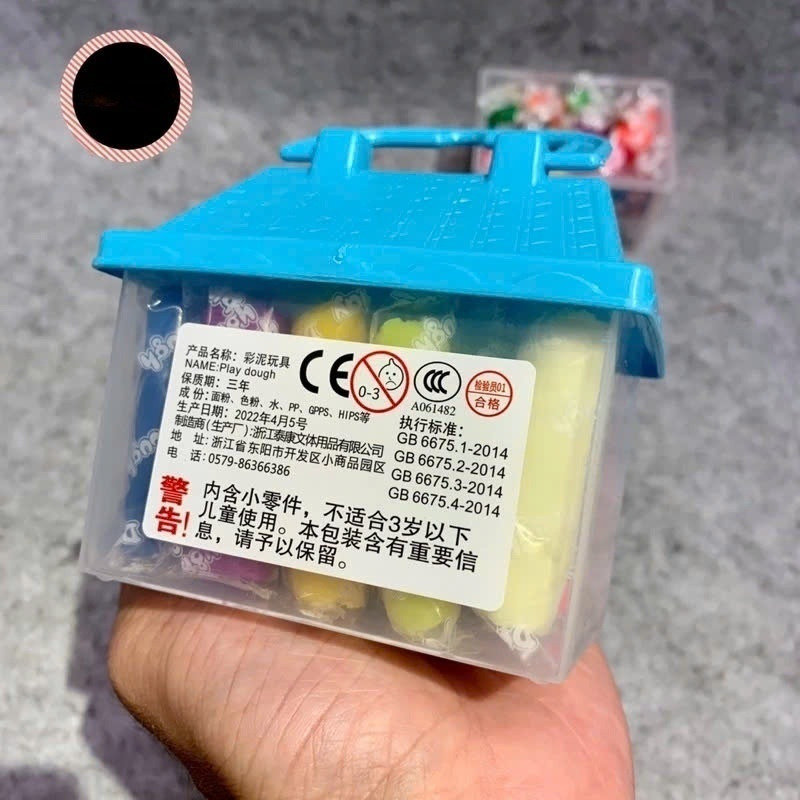 产品名称：彩泥玩具
NAME:Play dough
保质期：三年
成 份：面粉、色粉、水、PP、GPPS、HIPS等
生产日期：2022年4月5号
制造商（生产厂）:浙江泰康文体用品有限公司
地 址：浙江省东阳市开发区小商品园区
电 话：0579-86366386
CE
0-3
CCC
A061482
检验员01
合格
执行标准：
GB 6675.1-2014
GB 6675.2-2014
GB 6675.3-2014
GB 6675.4-2014
警告!
内含小零件，不适合3岁以下
儿童使用。本包装含有重要信
息，请予以保留。